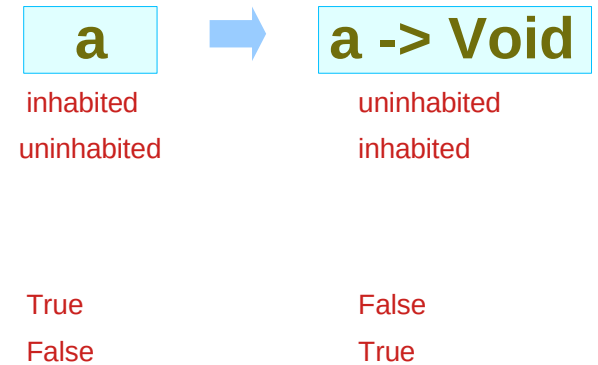 a a -> Void
inhabited uninhabited
uninhabited inhabited
True False
False True